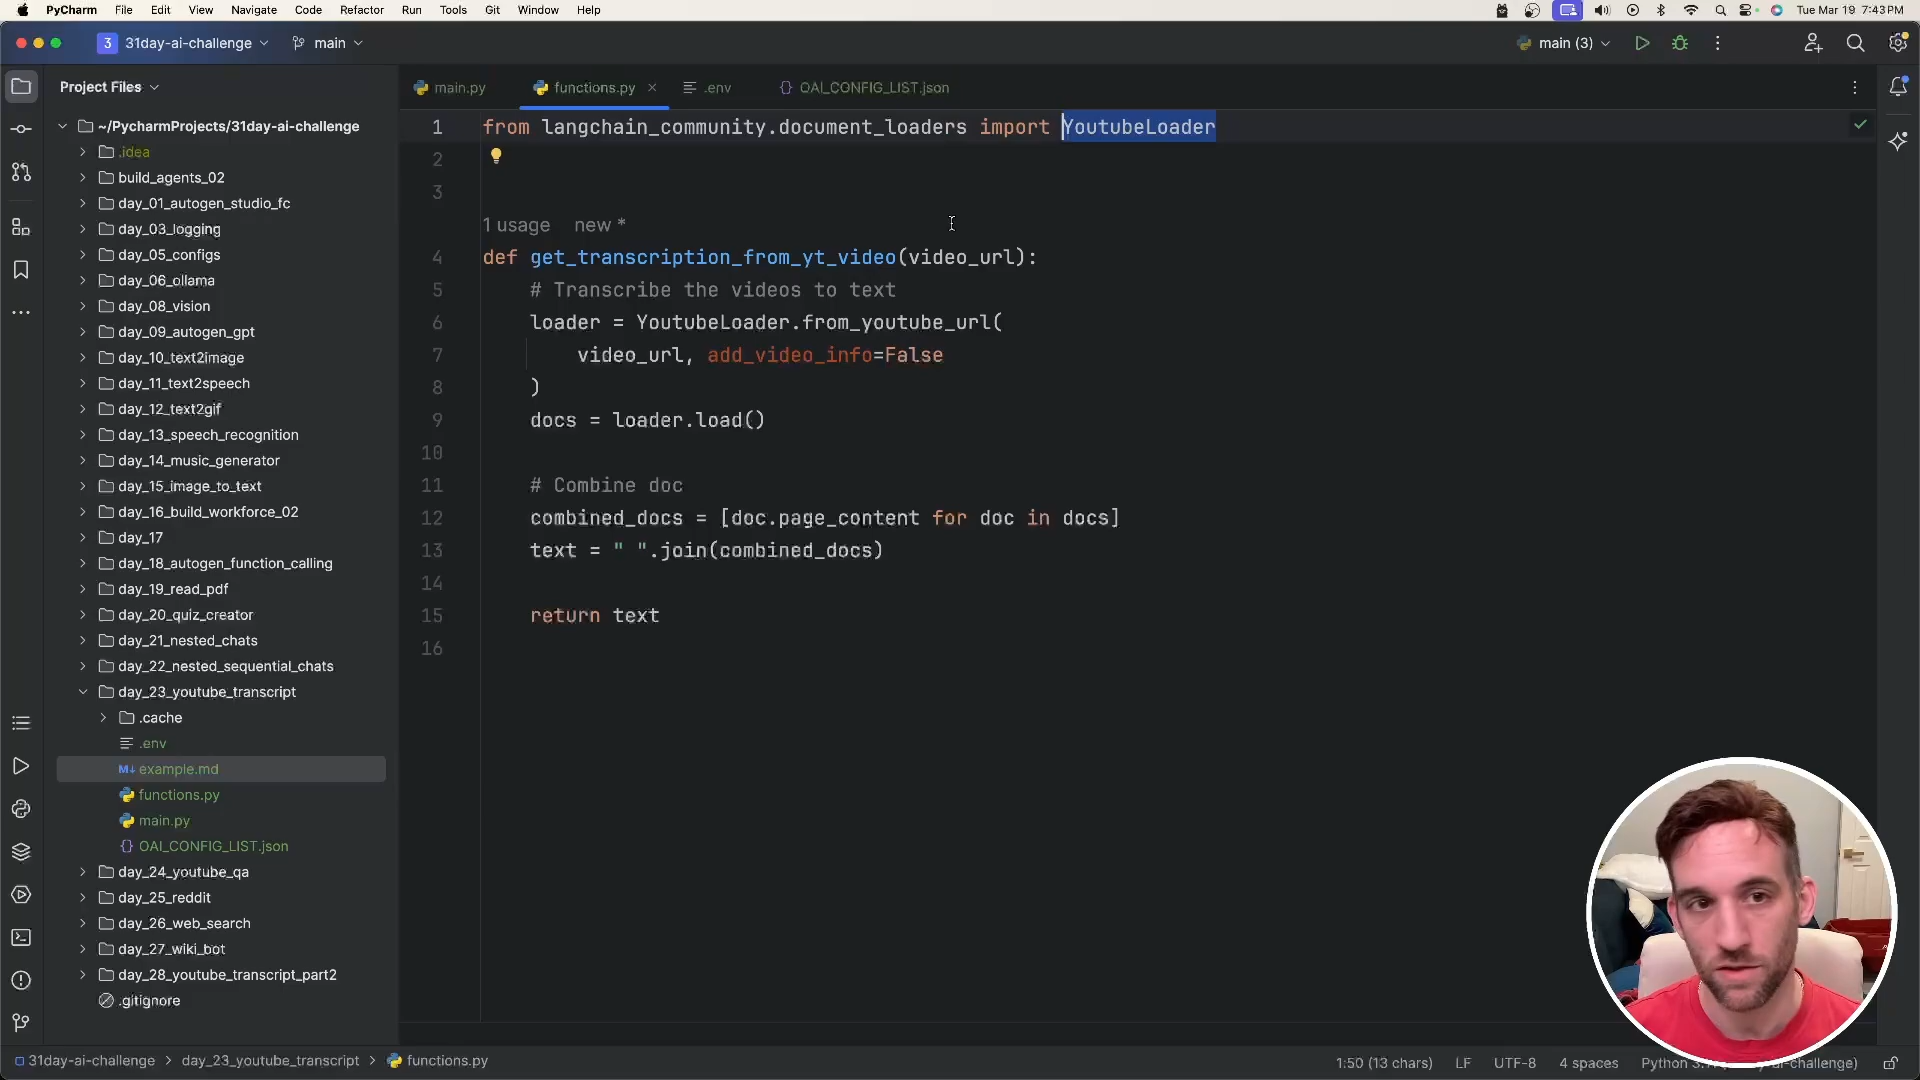 PyCharm File Edit View Navigate Code Refactor Run Tools Git Window Help Tue Mar 19 7:43 PM
3 31day-ai-challenge main main (3)
Project Files
~/PycharmProjects/31day-ai-challenge
.idea
build_agents_02
day_01_autogen_studio_fc
day_03_logging
day_05_configs
day_06_ollama
day_08_vision
day_09_autogen_gpt
day_10_text2image
day_11_text2speech
day_12_text2gif
day_13_speech_recognition
day_14_music_generator
day_15_image_to_text
day_16_build_workforce_02
day_17
day_18_autogen_function_calling
day_19_read_pdf
day_20_quiz_creator
day_21_nested_chats
day_22_nested_sequential_chats
day_23_youtube_transcript
.cache
.env
M↓ example.md
functions.py
main.py
OAI_CONFIG_LIST.json
day_24_youtube_qa
day_25_reddit
day_26_web_search
day_27_wiki_bot
day_28_youtube_transcript_part2
.gitignore
main.py functions.py .env OAI_CONFIG_LIST.json
1 from langchain_community.document_loaders import YoutubeLoader
2
3
1 usage new *
4 def get_transcription_from_yt_video(video_url):
5 # Transcribe the videos to text
6 loader = YoutubeLoader.from_youtube_url(
7 video_url, add_video_info=False
8 )
9 docs = loader.load()
10
11 # Combine doc
12 combined_docs = [doc.page_content for doc in docs]
13 text = " ".join(combined_docs)
14
15 return text
16
31day-ai-challenge > day_23_youtube_transcript > functions.py 1:50 (13 chars) LF UTF-8 4 spaces Python challenge)